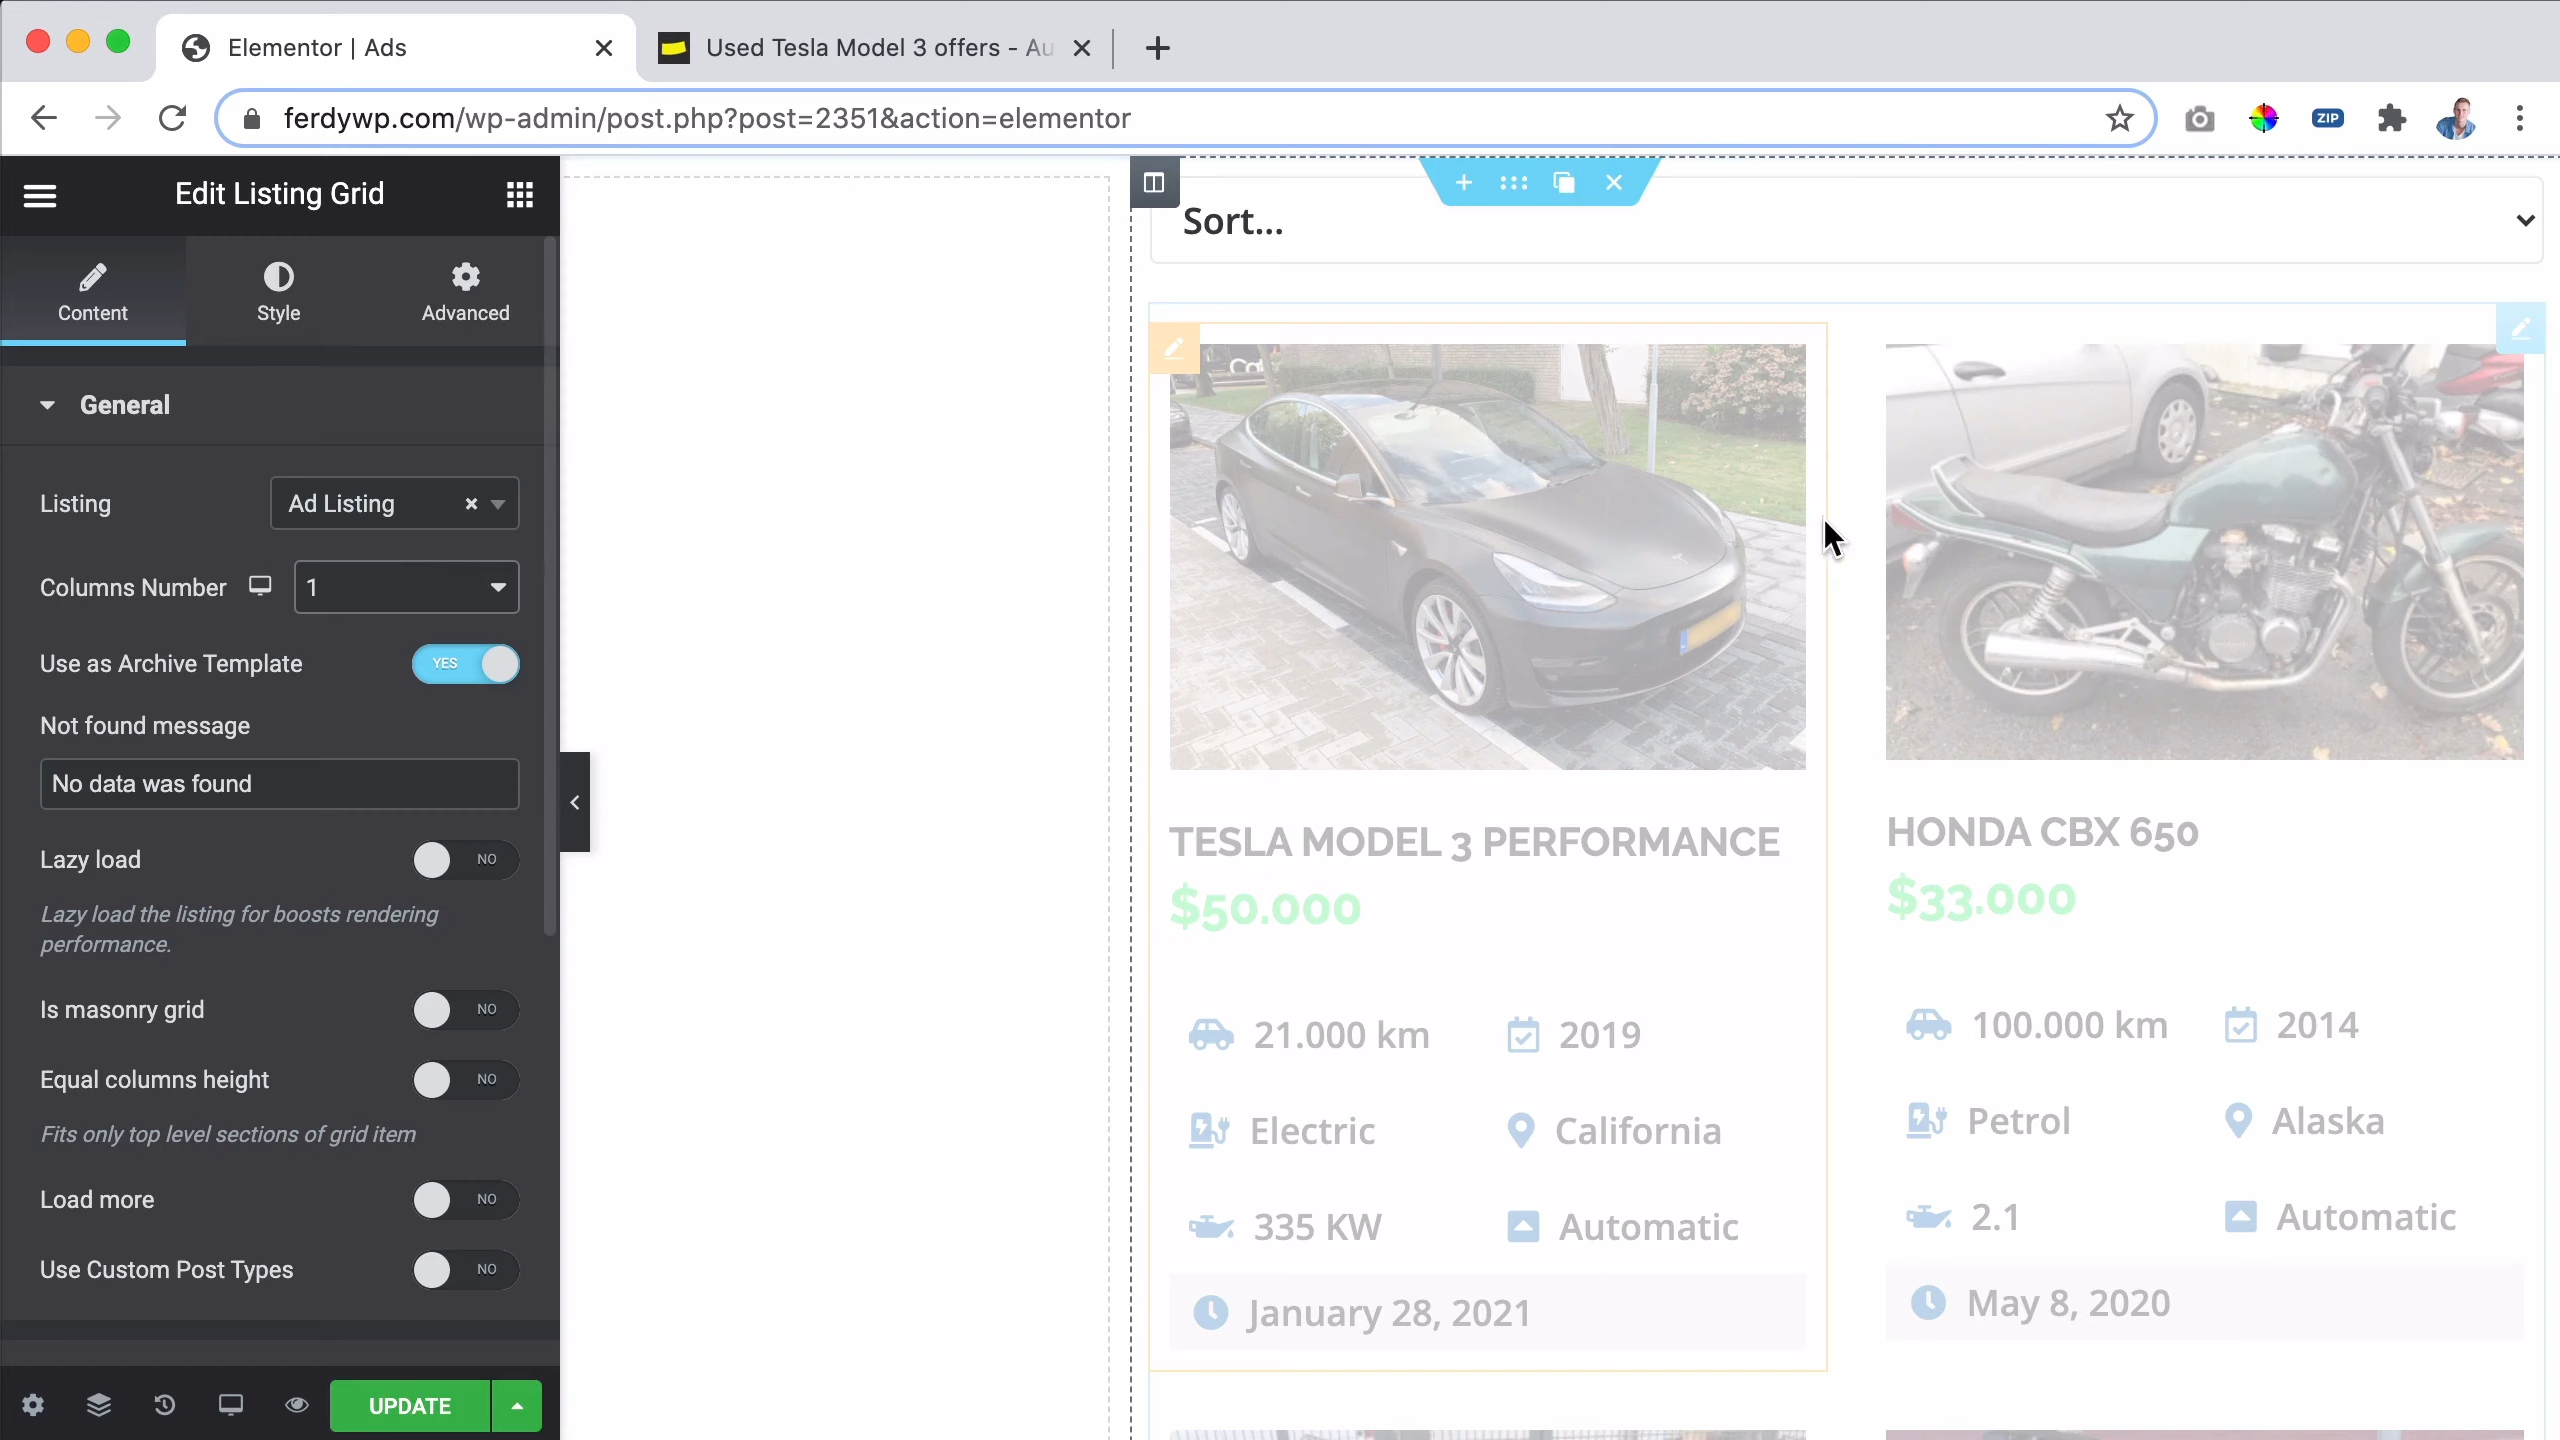 Elementor | Ads
Used Tesla Model 3 offers - Au
ferdywp.com/wp-admin/post.php?post=2351&action=elementor
ZIP
Edit Listing Grid
Content
Style
Advanced
General
Listing
Ad Listing
Columns Number
1
Use as Archive Template
YES
Not found message
No data was found
Lazy load
NO
Lazy load the listing for boosts rendering
performance.
Is masonry grid
NO
Equal columns height
NO
Fits only top level sections of grid item
Load more
NO
Use Custom Post Types
NO
UPDATE
Sort...
TESLA MODEL 3 PERFORMANCE
$50.000
21.000 km
2019
Electric
California
335 KW
Automatic
January 28, 2021
HONDA CBX 650
$33.000
100.000 km
2014
Petrol
Alaska
2.1
Automatic
May 8, 2020